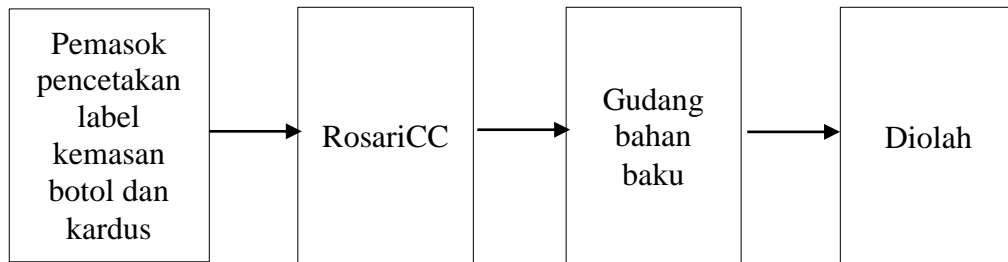 Pemasok
pencetakan
label
kemasan
botol dan
kardus
RosariCC
Gudang
bahan
baku
Diolah